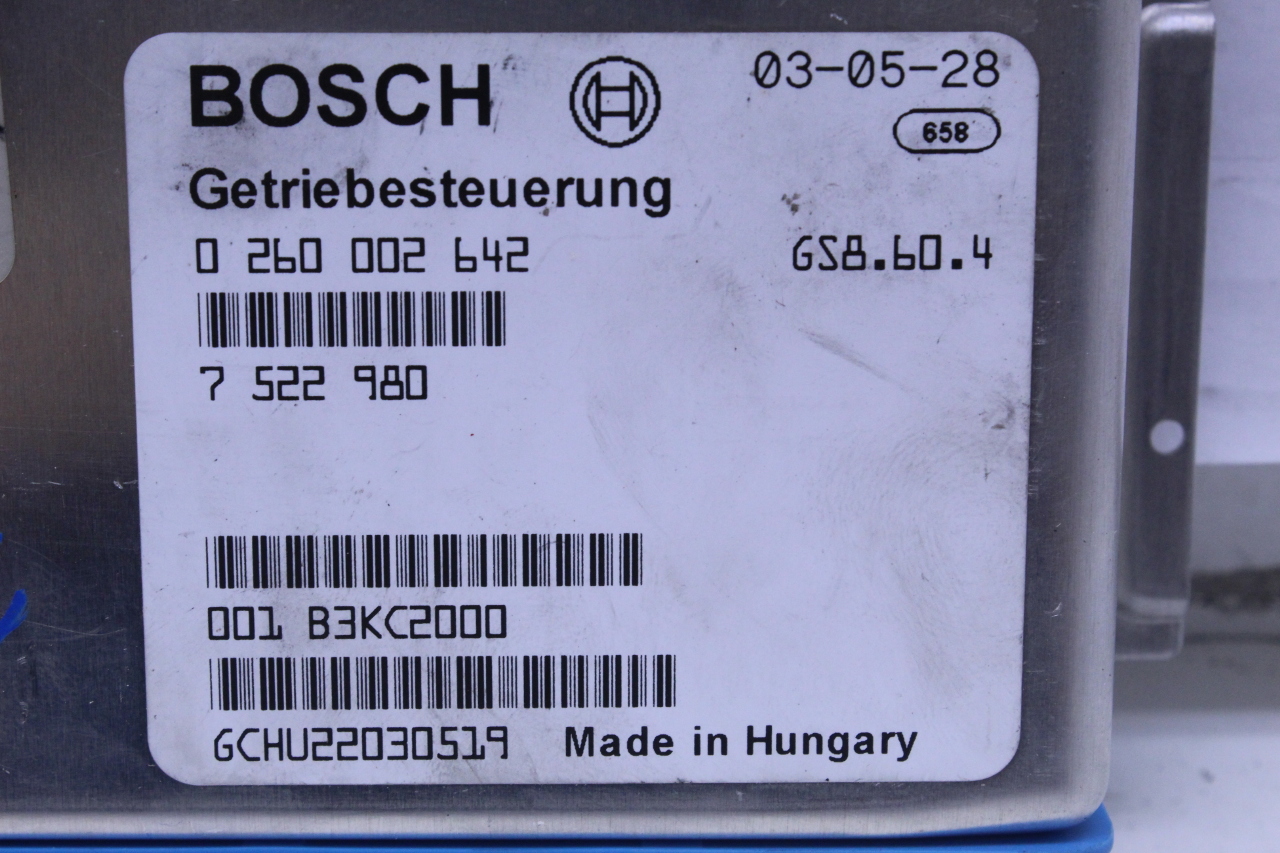 BOSCH 03-05-28
658
Getriebesteuerung
0 260 002 642 GS8.60.4
7 522 980
001 B3KC2000
GCHU22030519 Made in Hungary